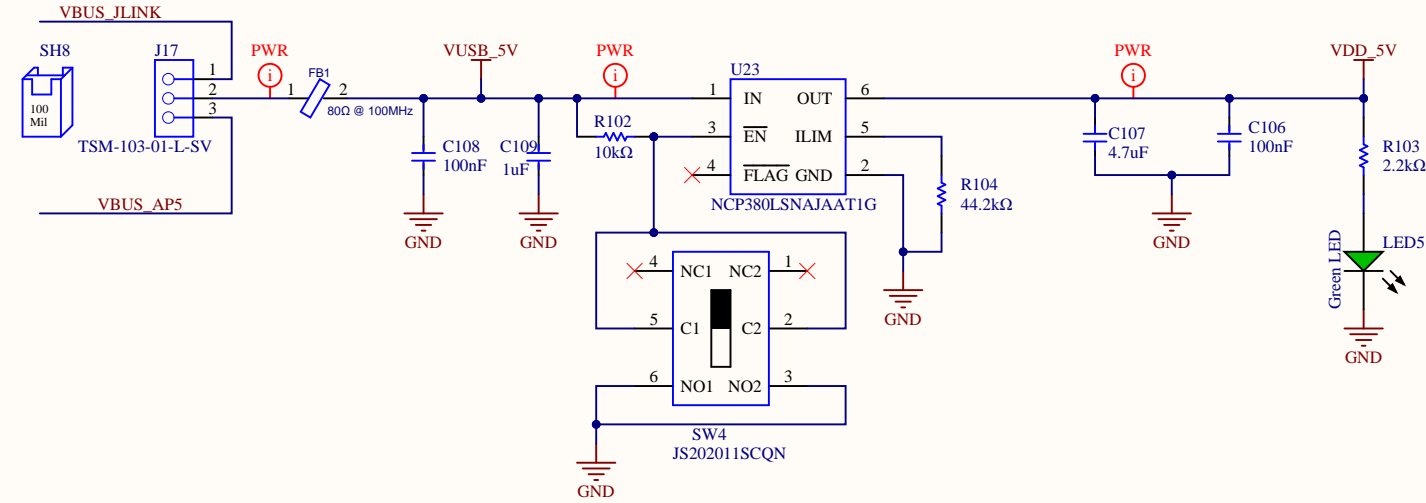 VBUS_JLINK
SH8
J17
PWR
VUSB_5V
PWR
PWR
VDD_5V
i
i
i
100
Mil
1
2
3
1
FB1
2
80Ω @ 100MHz
TSM-103-01-L-SV
VBUS_AP5
C108
100nF
GND
C109
1uF
GND
R102
10kΩ
U23
1
IN
OUT
6
3
EN
ILIM
5
4
FLAG
GND
2
NCP380LSNAJAAT1G
R104
44.2kΩ
GND
C107
4.7uF
C106
100nF
GND
R103
2.2kΩ
LED5
Green LED
GND
4
NC1
NC2
1
5
C1
C2
2
6
NO1
NO2
3
SW4
JS202011SCQN
GND